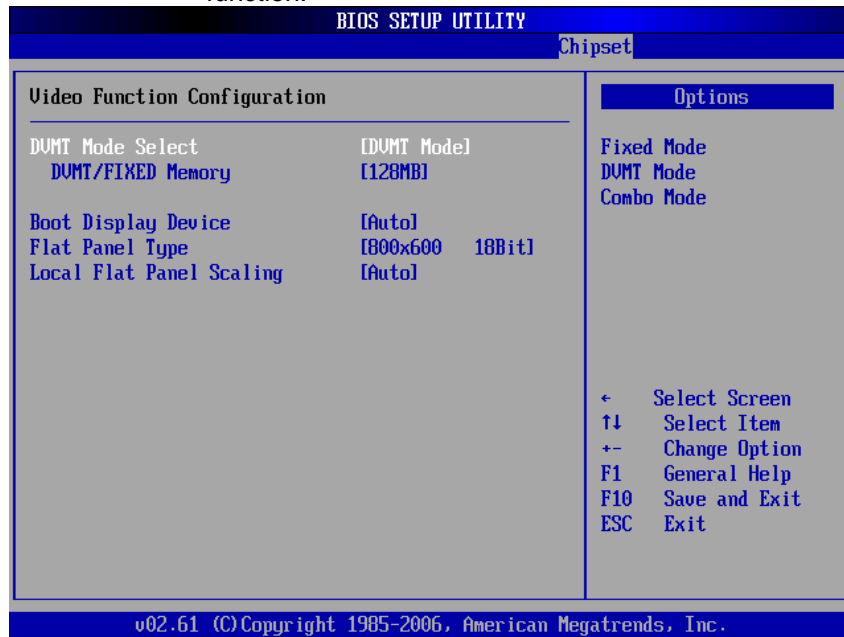 function.
BIOS SETUP UTILITY
Chipset
Video Function Configuration
DVMT Mode Select [DVMT Mode]
DVMT/FIXED Memory [128MB]
Boot Display Device [Auto]
Flat Panel Type [800x600 18Bit]
Local Flat Panel Scaling [Auto]
Options
Fixed Mode
DVMT Mode
Combo Mode
← Select Screen
↑↓ Select Item
+- Change Option
F1 General Help
F10 Save and Exit
ESC Exit
v02.61 (C)Copyright 1985-2006, American Megatrends, Inc.